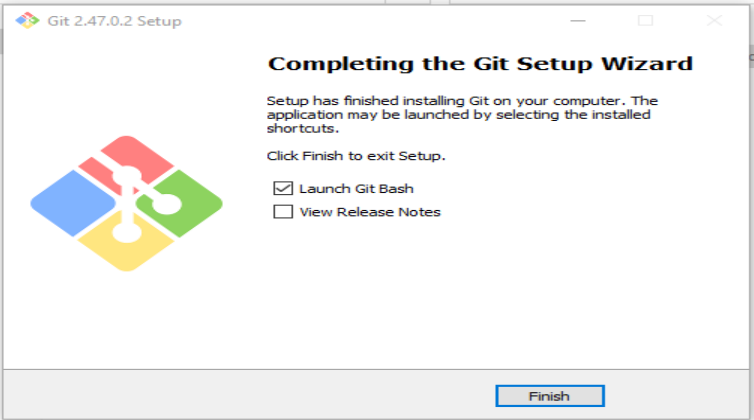 Git 2.47.0.2 Setup
Completing the Git Setup Wizard
Setup has finished installing Git on your computer. The
application may be launched by selecting the installed
shortcuts.
Click Finish to exit Setup.
Launch Git Bash
View Release Notes
Finish